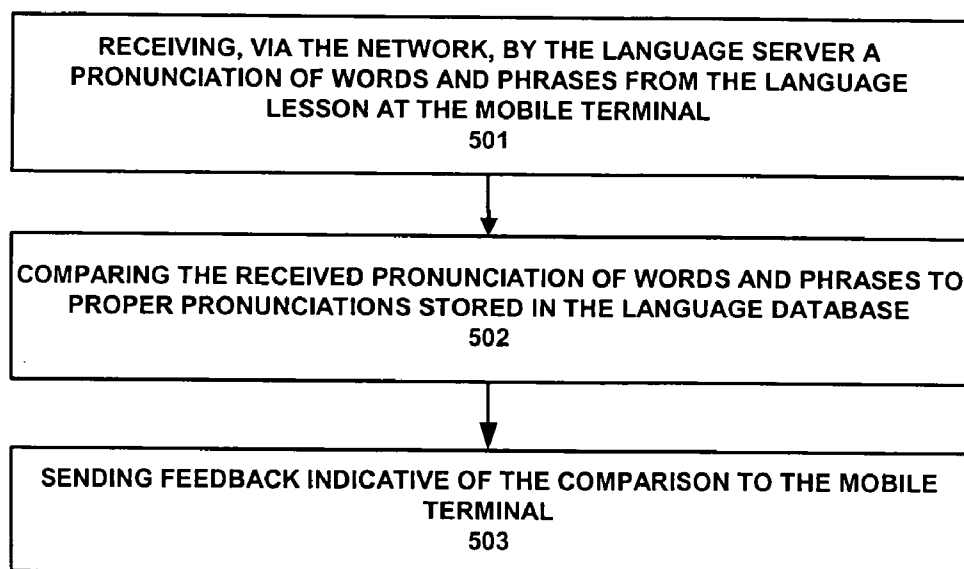 RECEIVING, VIA THE NETWORK, BY THE LANGUAGE SERVER A
PRONUNCIATION OF WORDS AND PHRASES FROM THE LANGUAGE
LESSON AT THE MOBILE TERMINAL
501
COMPARING THE RECEIVED PRONUNCIATION OF WORDS AND PHRASES TO
PROPER PRONUNCIATIONS STORED IN THE LANGUAGE DATABASE
502
SENDING FEEDBACK INDICATIVE OF THE COMPARISON TO THE MOBILE
TERMINAL
503